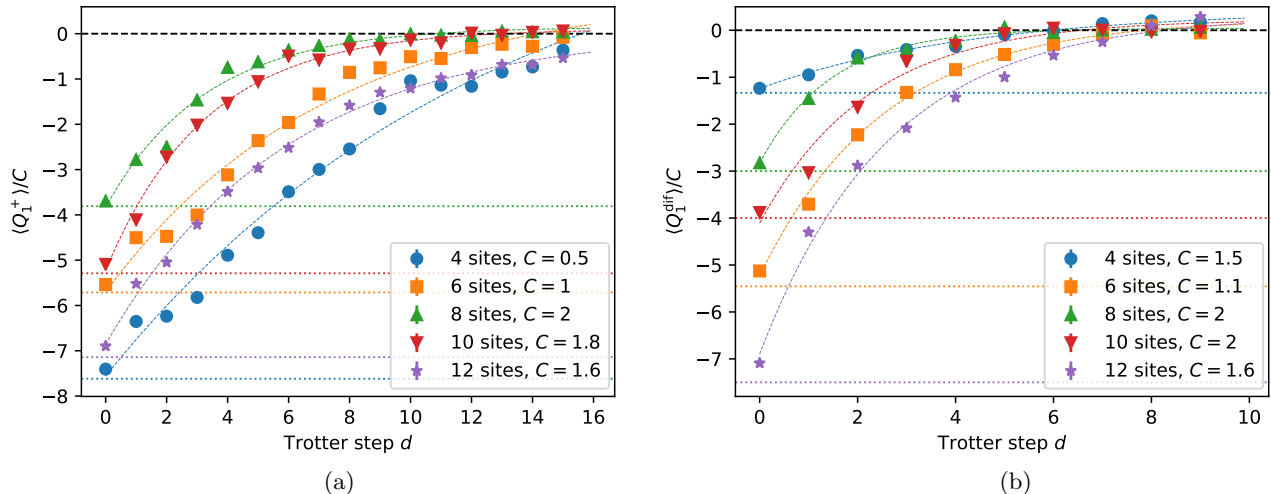 0
−1
−2
−3
−4
−5
−6
−7
−8
⟨Q₁⁺⟩/C
4 sites, C = 0.5
6 sites, C = 1
8 sites, C = 2
10 sites, C = 1.8
12 sites, C = 1.6
0 2 4 6 8 10 12 14 16
Trotter step d
(a)
0
−1
−2
−3
−4
−5
−6
−7
⟨Q₁ᵈⁱᶠ⟩/C
4 sites, C = 1.5
6 sites, C = 1.1
8 sites, C = 2
10 sites, C = 2
12 sites, C = 1.6
0 2 4 6 8 10
Trotter step d
(b)